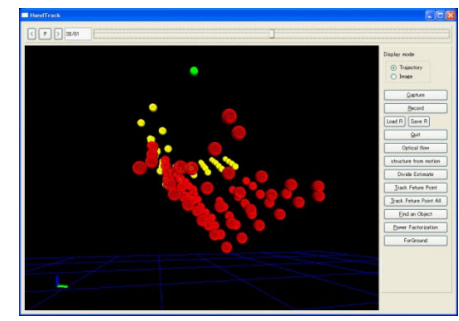 HandTrack
< P > 38/81
Display mode
Trajectory
Image
Capture
Record
Load R Save R
Quit
Optical flow
structure from motion
Divide Estimate
Track Feture Point
Track Feture Point All
Find an Object
Power Factorization
ForGround